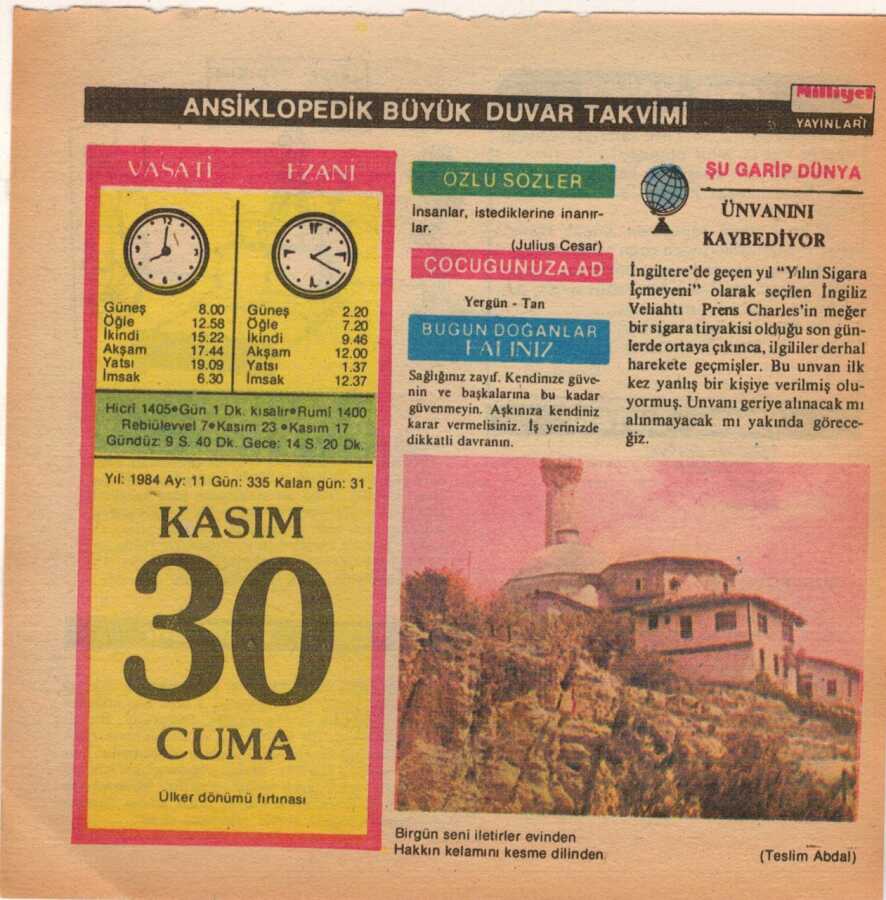 ANSİKLOPEDİK BÜYÜK DUVAR TAKVİMİ
Milliyet
YAYINLARI
VASATİ EZANİ
Güneş 8.00
Öğle 12.58
İkindi 15.22
Akşam 17.44
Yatsı 19.09
İmsak 6.30
Güneş 2.20
Öğle 7.20
İkindi 9.46
Akşam 12.00
Yatsı 1.37
İmsak 12.37
Hicrî 1405•Gün 1 Dk. kısalır•Rumî 1400
Rebiülevvel 7•Kasım 23 •Kasım 17
Gündüz: 9 S. 40 Dk. Gece: 14 S. 20 Dk.
Yıl: 1984 Ay: 11 Gün: 335 Kalan gün: 31
KASIM
30
CUMA
Ülker dönümü fırtınası
ÖZLÜ SÖZLER
İnsanlar, istediklerine inanır-
lar.
(Julius Cesar)
ÇOCUĞUNUZA AD
Yergün - Tan
BUGÜN DOĞANLAR
FALINIZ
Sağlığınız zayıf. Kendinize güve-
nin ve başkalarına bu kadar
güvenmeyin. Aşkınıza kendiniz
karar vermelisiniz. İş yerinizde
dikkatli davranın.
ŞU GARİP DÜNYA
ÜNVANINI
KAYBEDİYOR
İngiltere'de geçen yıl "Yılın Sigara
İçmeyeni" olarak seçilen İngiliz
Veliahtı Prens Charles'in meğer
bir sigara tiryakisi olduğu son gün-
lerde ortaya çıkınca, ilgililer derhal
harekete geçmişler. Bu unvan ilk
kez yanlış bir kişiye verilmiş olu-
yormuş. Unvanı geriye alınacak mı
alınmayacak mı yakında görece-
ğiz.
Birgün seni iletirler evinden
Hakkın kelamını kesme dilinden
(Teslim Abdal)